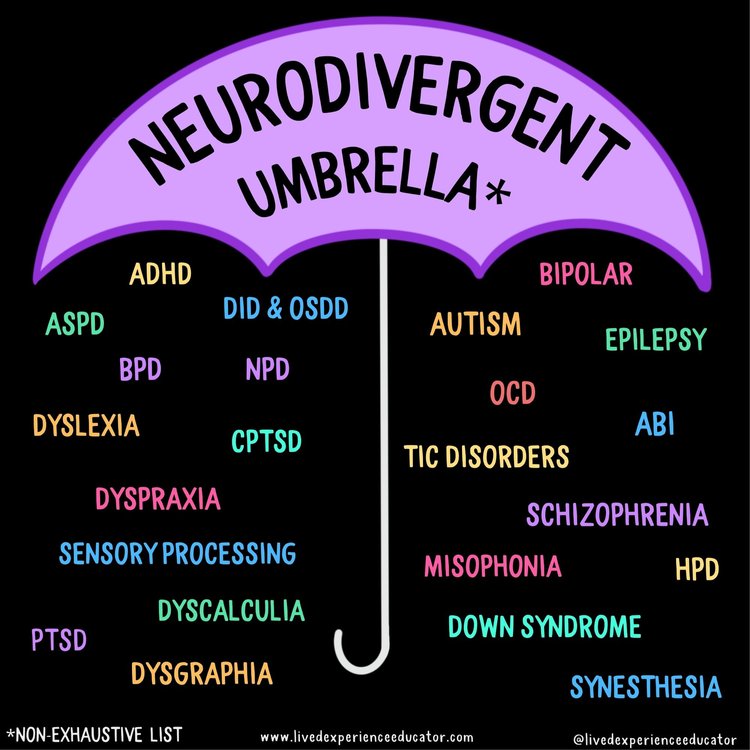 NEURODIVERGENT
UMBRELLA*
ADHD
DID & OSDD
ASPD
BPD
NPD
DYSLEXIA
CPTSD
DYSPRAXIA
SENSORY PROCESSING
DYSCALCULIA
PTSD
DYSGRAPHIA
BIPOLAR
AUTISM
EPILEPSY
OCD
ABI
TIC DISORDERS
SCHIZOPHRENIA
MISOPHONIA
HPD
DOWN SYNDROME
SYNESTHESIA
*NON-EXHAUSTIVE LIST
www.livedexperienceeducator.com
@livedexperienceeducator